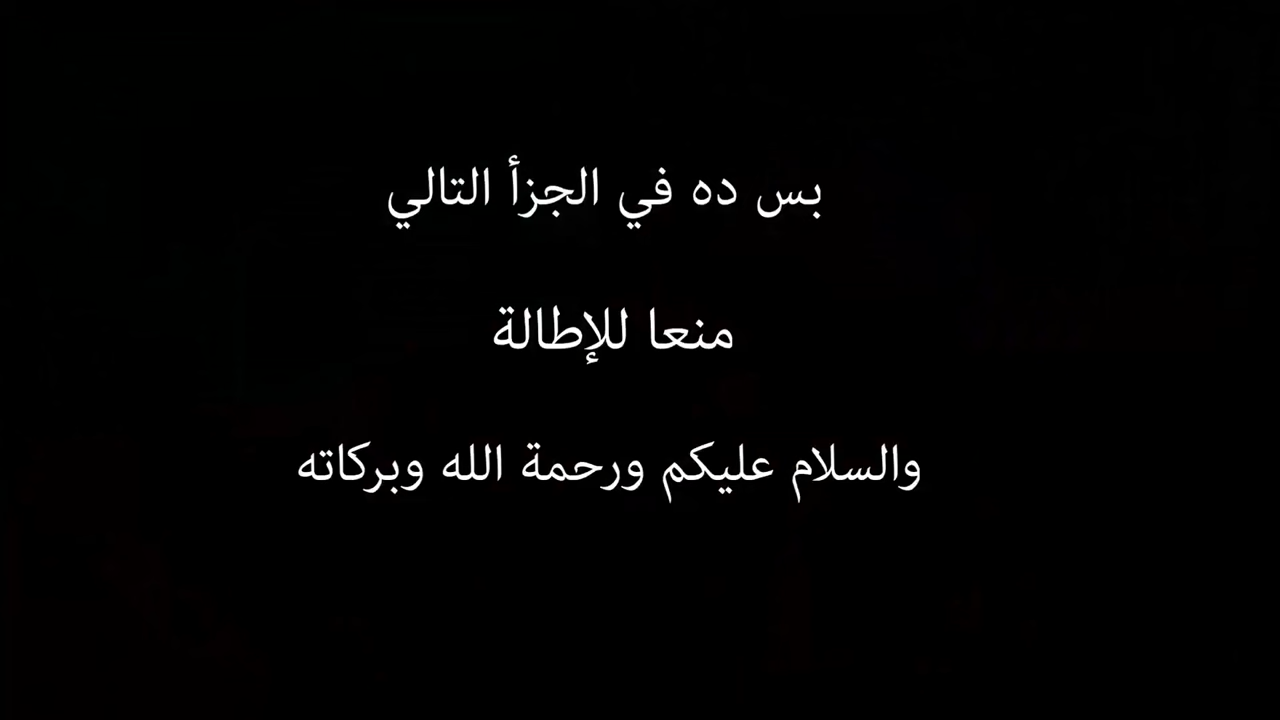 بس ده في الجزأ التالي
منعا للإطالة
والسلام عليكم ورحمة الله وبركاته